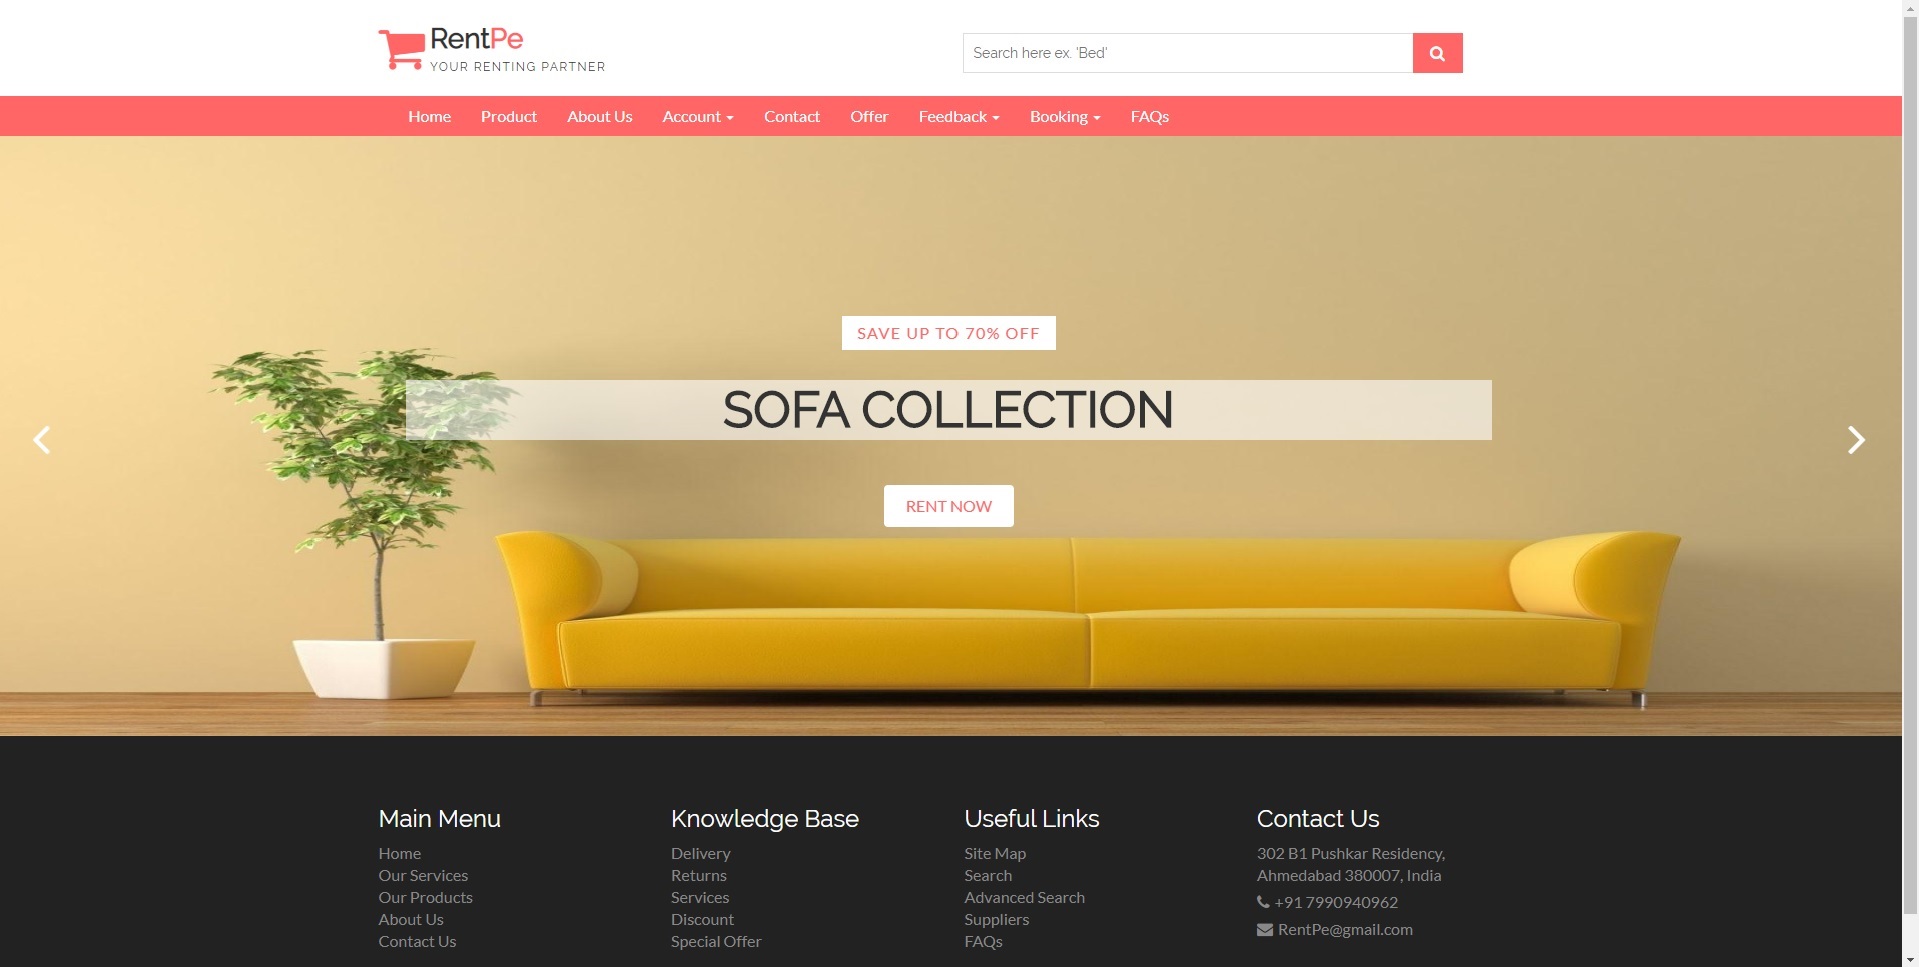 RentPe
YOUR RENTING PARTNER
Search here ex. 'Bed'
Home Product About Us Account Contact Offer Feedback Booking FAQs
SAVE UP TO 70% OFF
SOFA COLLECTION
RENT NOW
Main Menu
Home
Our Services
Our Products
About Us
Contact Us
Knowledge Base
Delivery
Returns
Services
Discount
Special Offer
Useful Links
Site Map
Search
Advanced Search
Suppliers
FAQs
Contact Us
302 B1 Pushkar Residency,
Ahmedabad 380007, India
+91 7990940962
RentPe@gmail.com